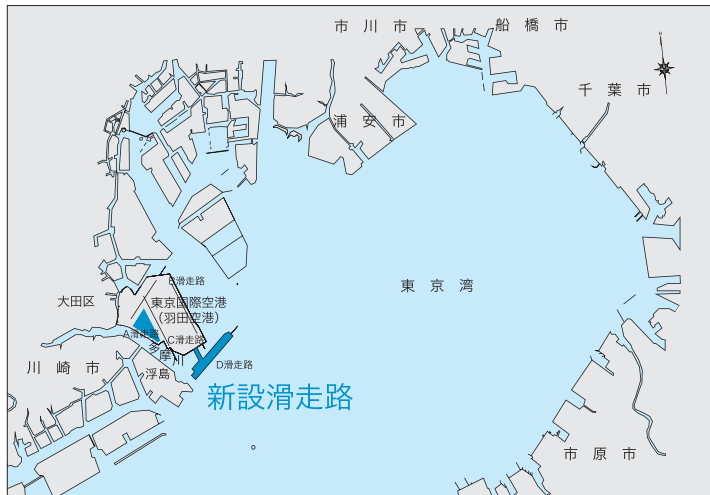 市川市
船橋市
千葉市
浦安市
東京湾
B滑走路
大田区
東京国際空港
（羽田空港）
A滑走路
C滑走路
多摩
D滑走路
川崎市
浮島
新設滑走路
市原市